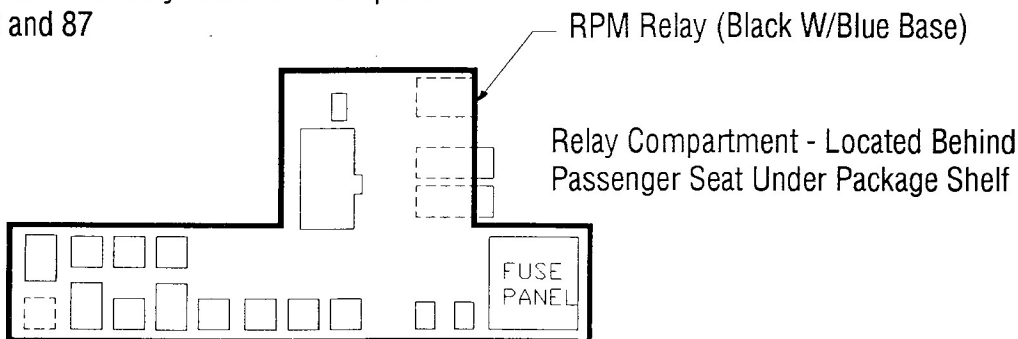 and 87
RPM Relay (Black W/Blue Base)
Relay Compartment - Located Behind
Passenger Seat Under Package Shelf
FUSE
PANEL